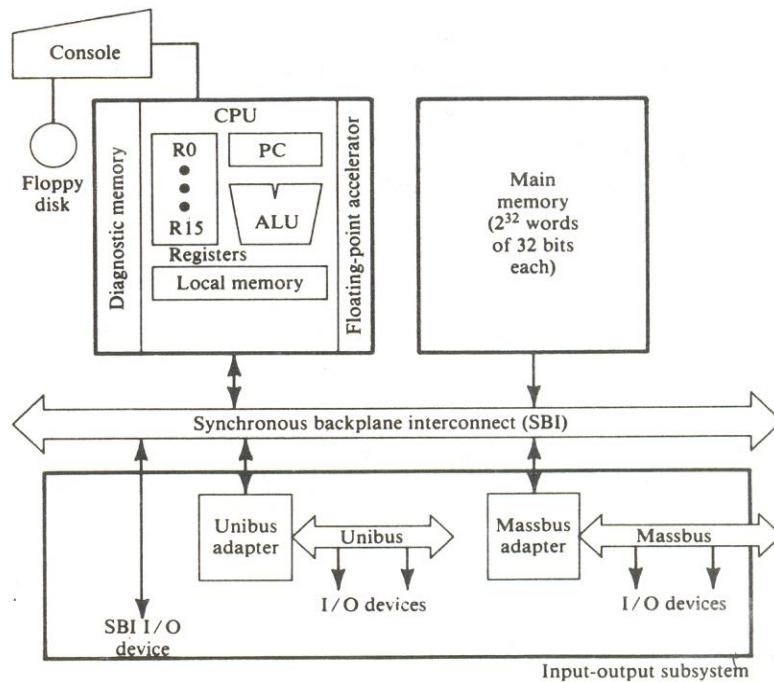 Console
Floppy
disk
Diagnostic memory
CPU
R0
R15
Registers
PC
ALU
Local memory
Floating-point accelerator
Main
memory
(2³² words
of 32 bits
each)
Synchronous backplane interconnect (SBI)
Unibus
adapter
Unibus
I/O devices
Massbus
adapter
Massbus
I/O devices
SBI I/O
device
Input-output subsystem